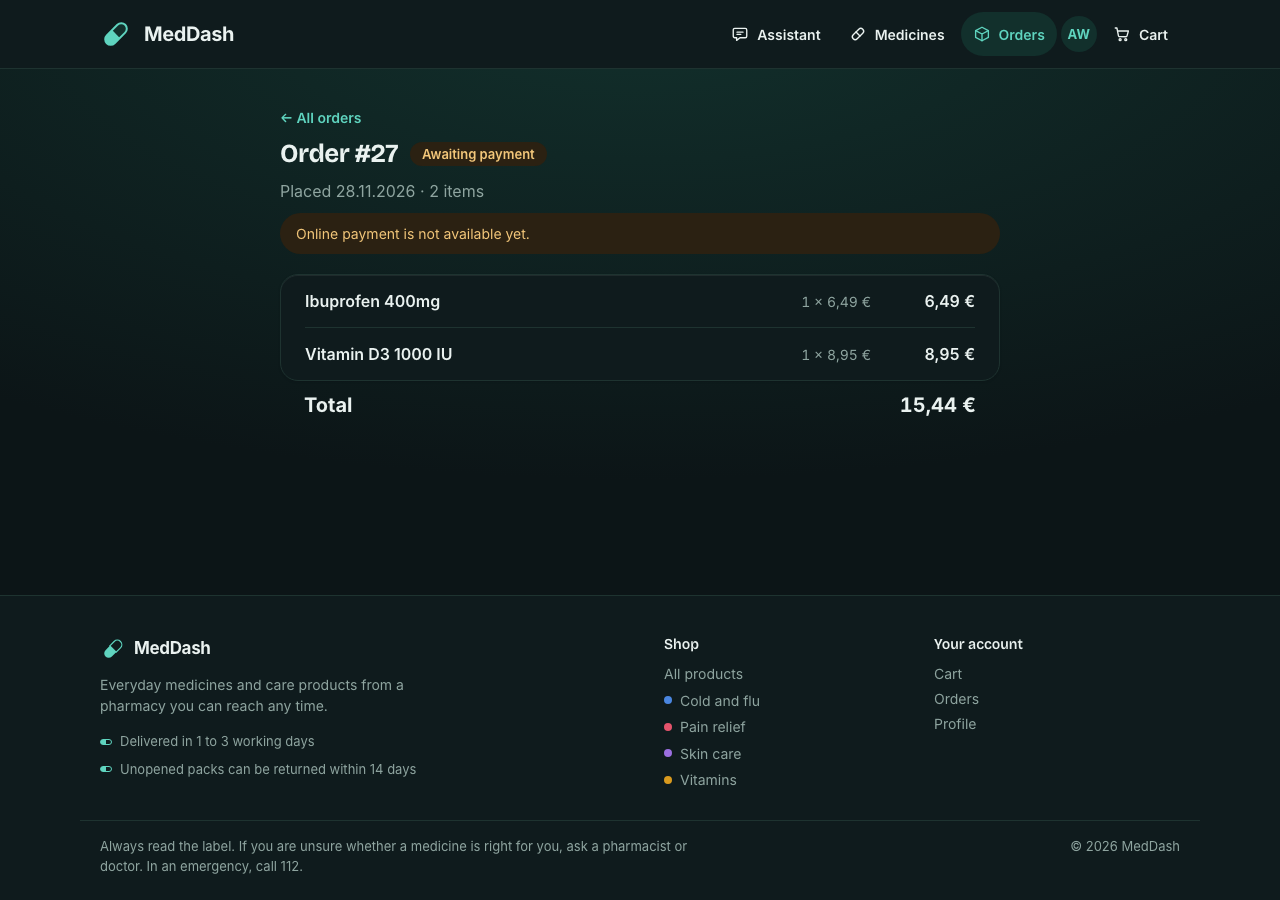 MedDash
Assistant
Medicines
Orders
AW
Cart
← All orders
Order #27 Awaiting payment
Placed 28.11.2026 · 2 items
Online payment is not available yet.
Ibuprofen 400mg 1 × 6,49 € 6,49 €
Vitamin D3 1000 IU 1 × 8,95 € 8,95 €
Total 15,44 €
MedDash
Everyday medicines and care products from a
pharmacy you can reach any time.
Delivered in 1 to 3 working days
Unopened packs can be returned within 14 days
Shop
All products
Cold and flu
Pain relief
Skin care
Vitamins
Your account
Cart
Orders
Profile
Always read the label. If you are unsure whether a medicine is right for you, ask a pharmacist or
doctor. In an emergency, call 112.
© 2026 MedDash